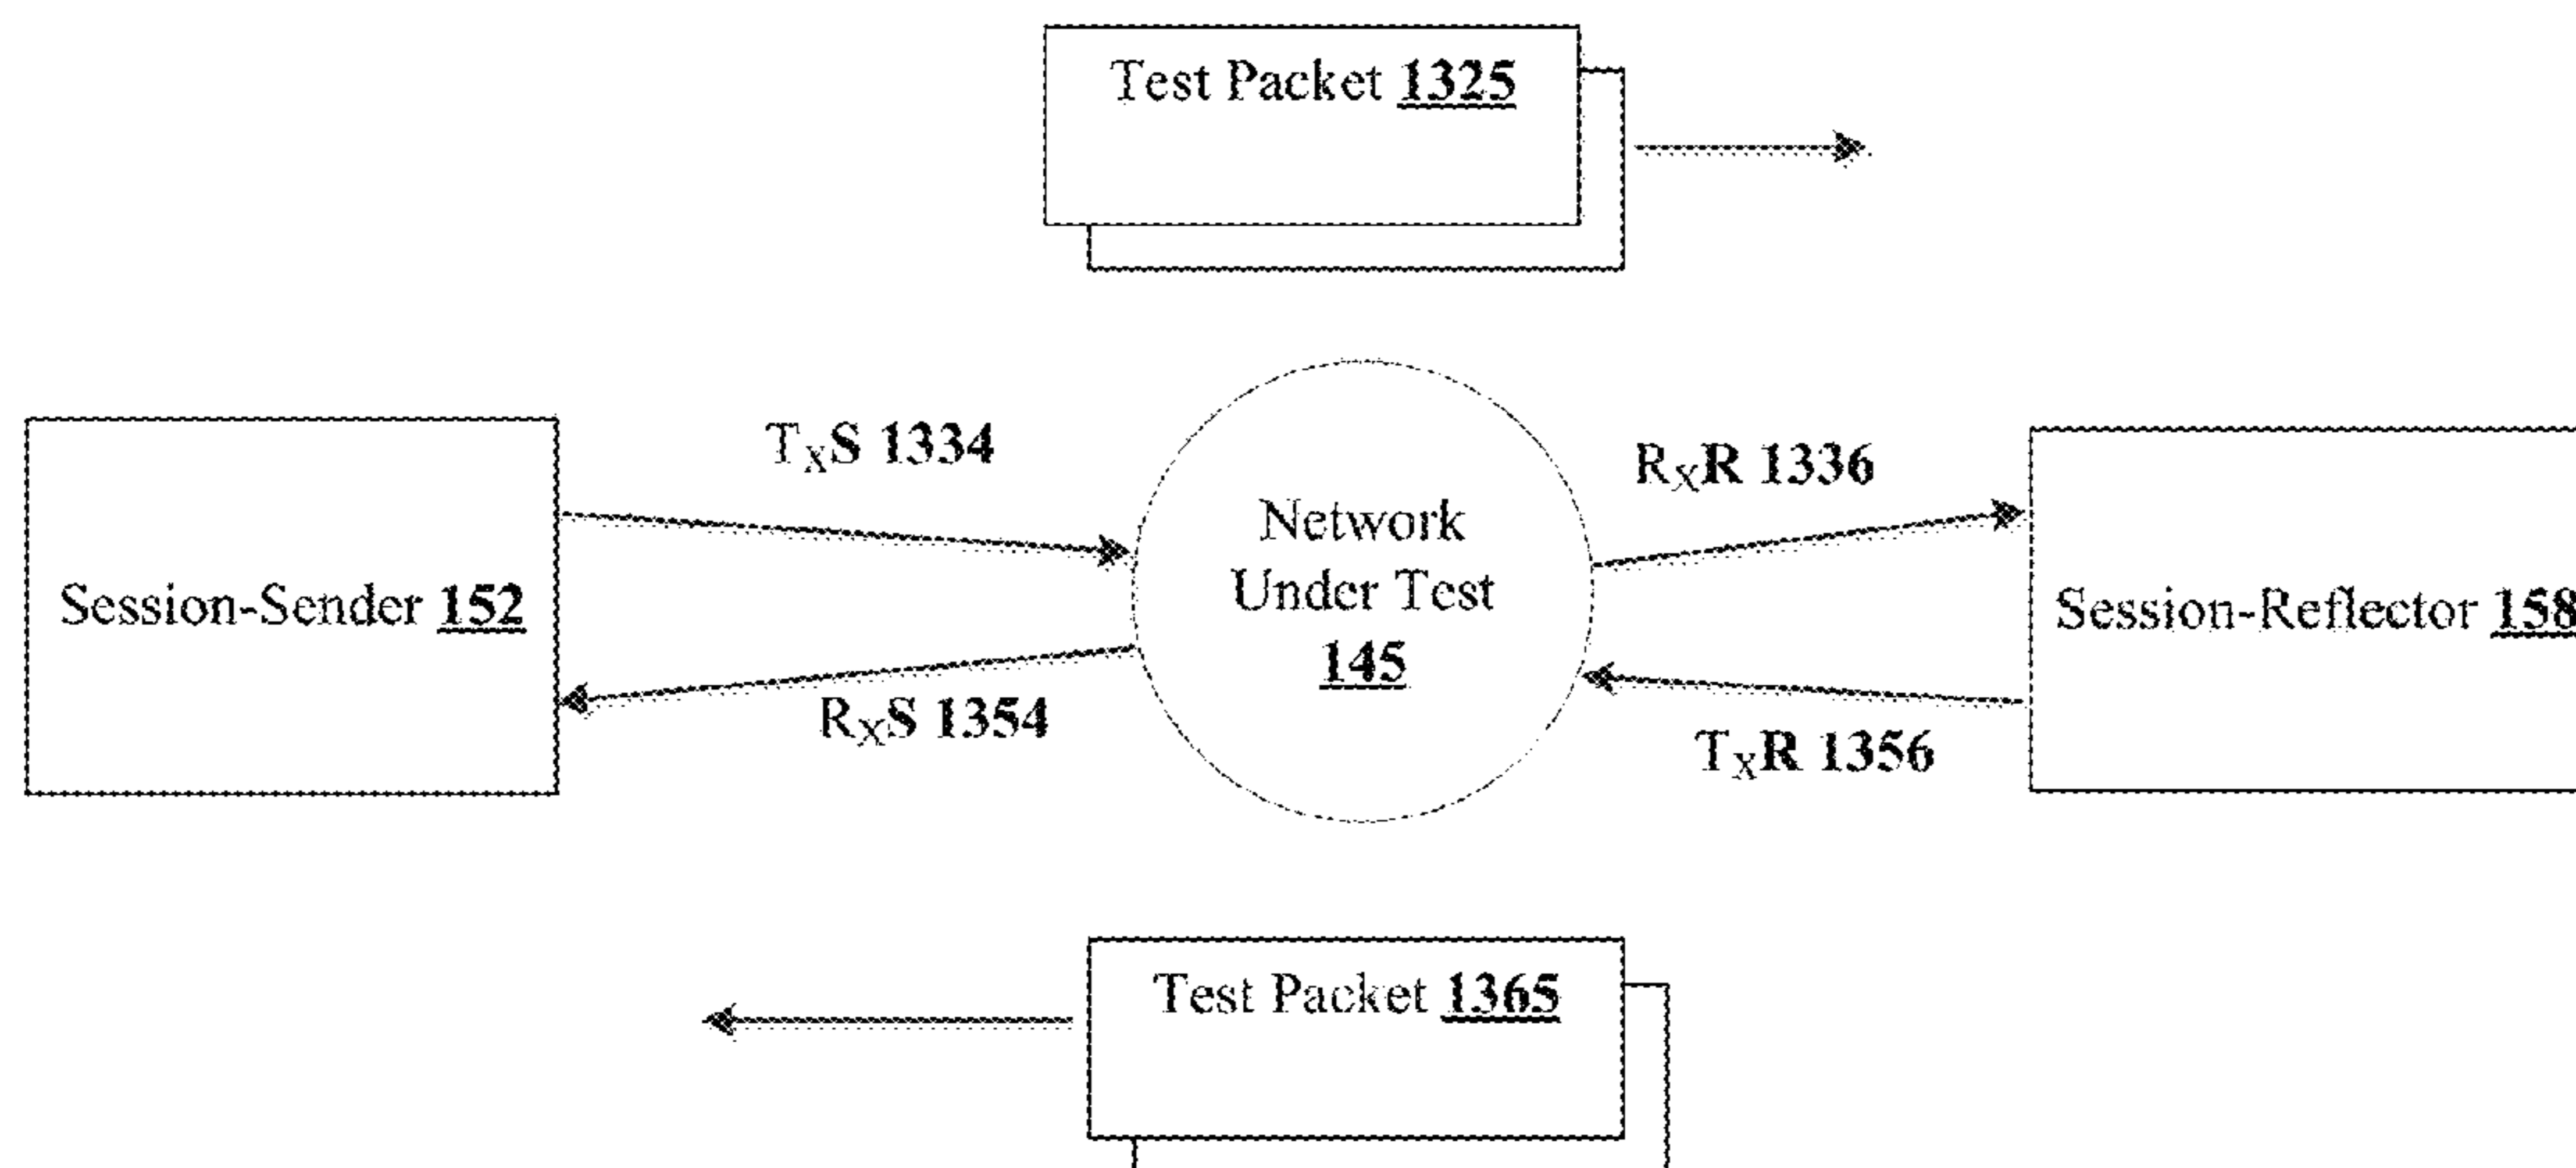 Test Packet 1325
TXS 1334
RXR 1336
Network
Under Test
145
Session-Sender 152
Session-Reflector 158
RXS 1354
TXR 1356
Test Packet 1365